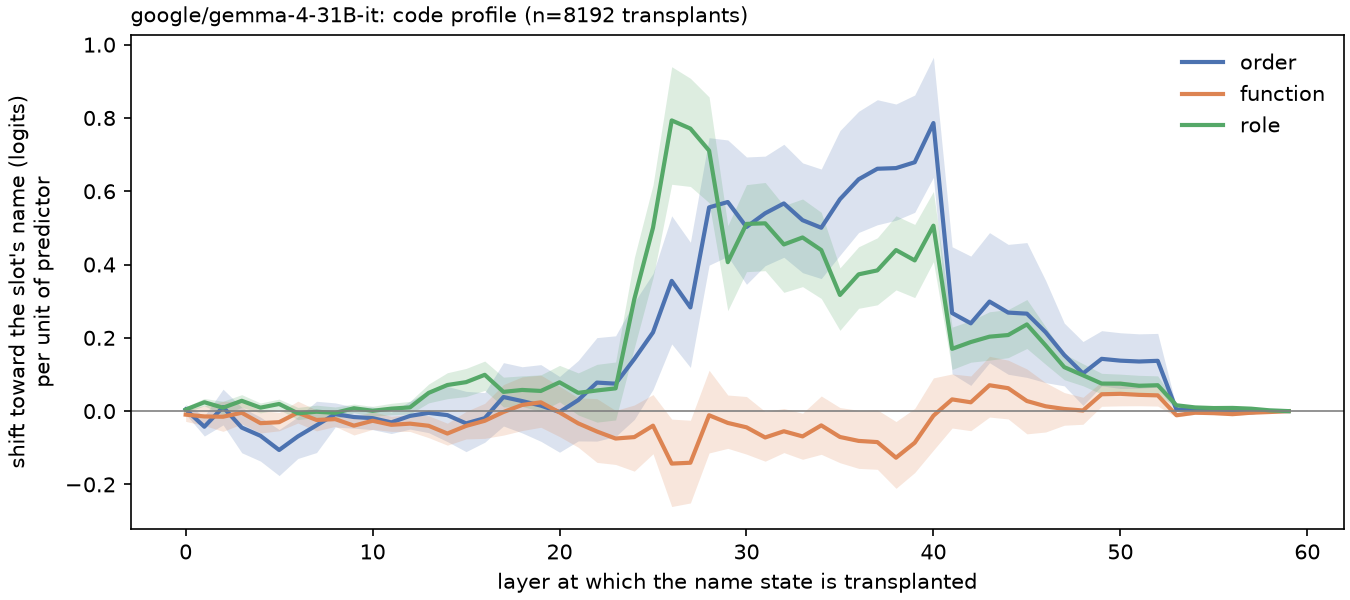 google/gemma-4-31B-it: code profile (n=8192 transplants)
shift toward the slot's name (logits)
per unit of predictor
1.0
0.8
0.6
0.4
0.2
0.0
−0.2
order
function
role
0
10
20
30
40
50
60
layer at which the name state is transplanted